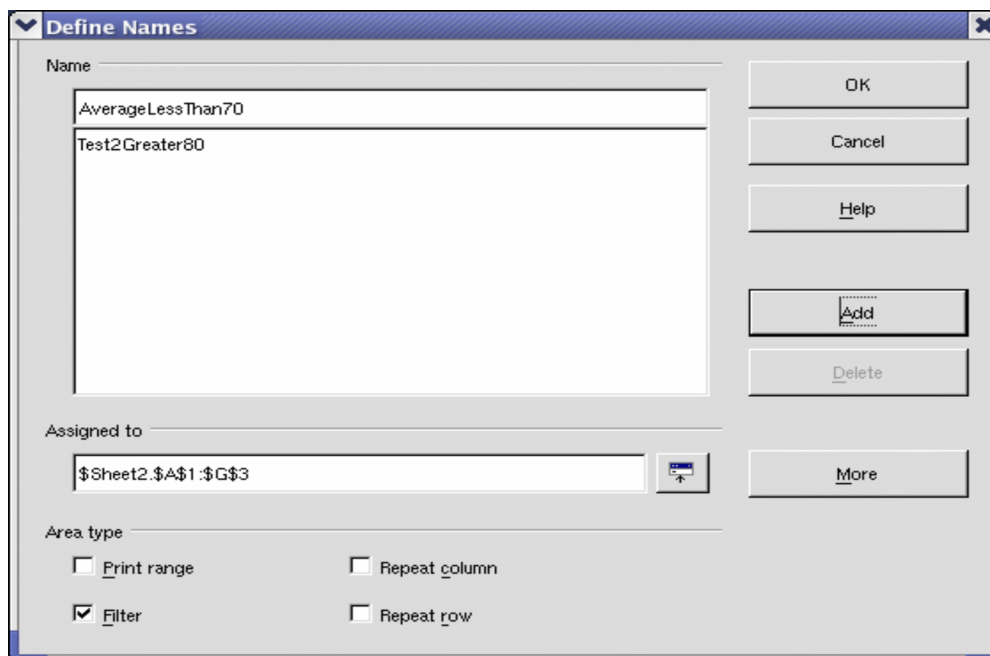 Define Names
Name
AverageLessThan70
Test2Greater80
OK
Cancel
Help
Add
Delete
Assigned to
$Sheet2.$A$1:$G$3
More
Area type
Print range
Repeat column
Filter
Repeat row